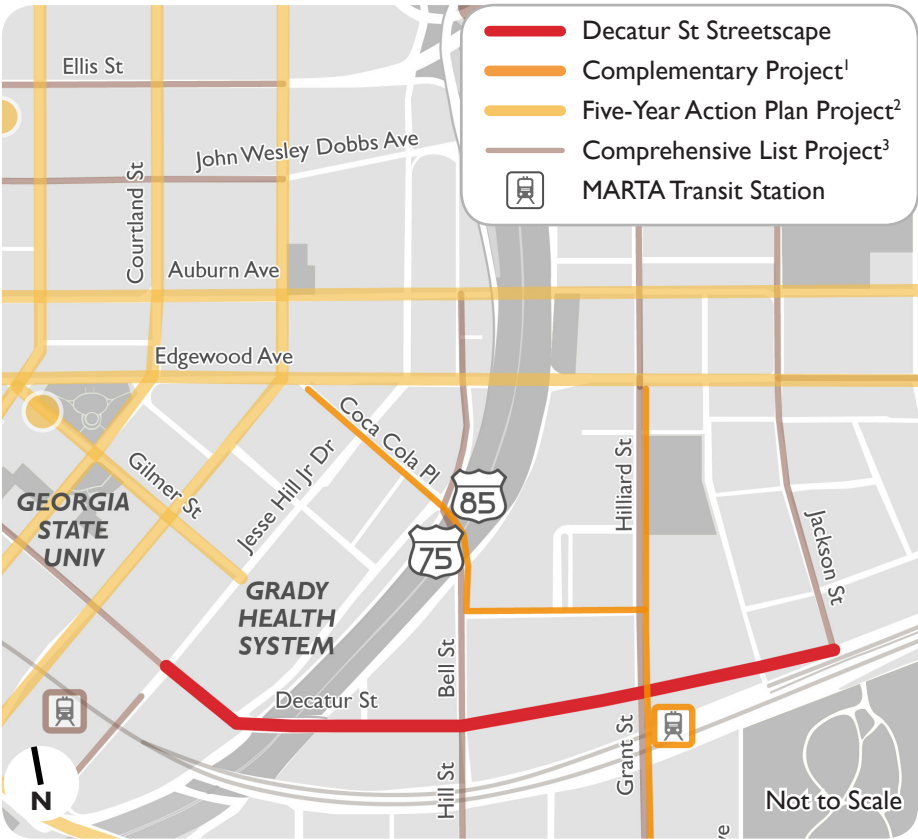 Decatur St Streetscape
Complementary Project¹
Five-Year Action Plan Project²
Comprehensive List Project³
MARTA Transit Station
Ellis St
John Wesley Dobbs Ave
Courtland St
Auburn Ave
Edgewood Ave
Coca Cola Pl
Gilmer St
Jesse Hill Jr Dr
85
75
Hilliard St
Jackson St
GEORGIA
STATE
UNIV
GRADY
HEALTH
SYSTEM
Bell St
Decatur St
Grant St
Hill St
N
Not to Scale